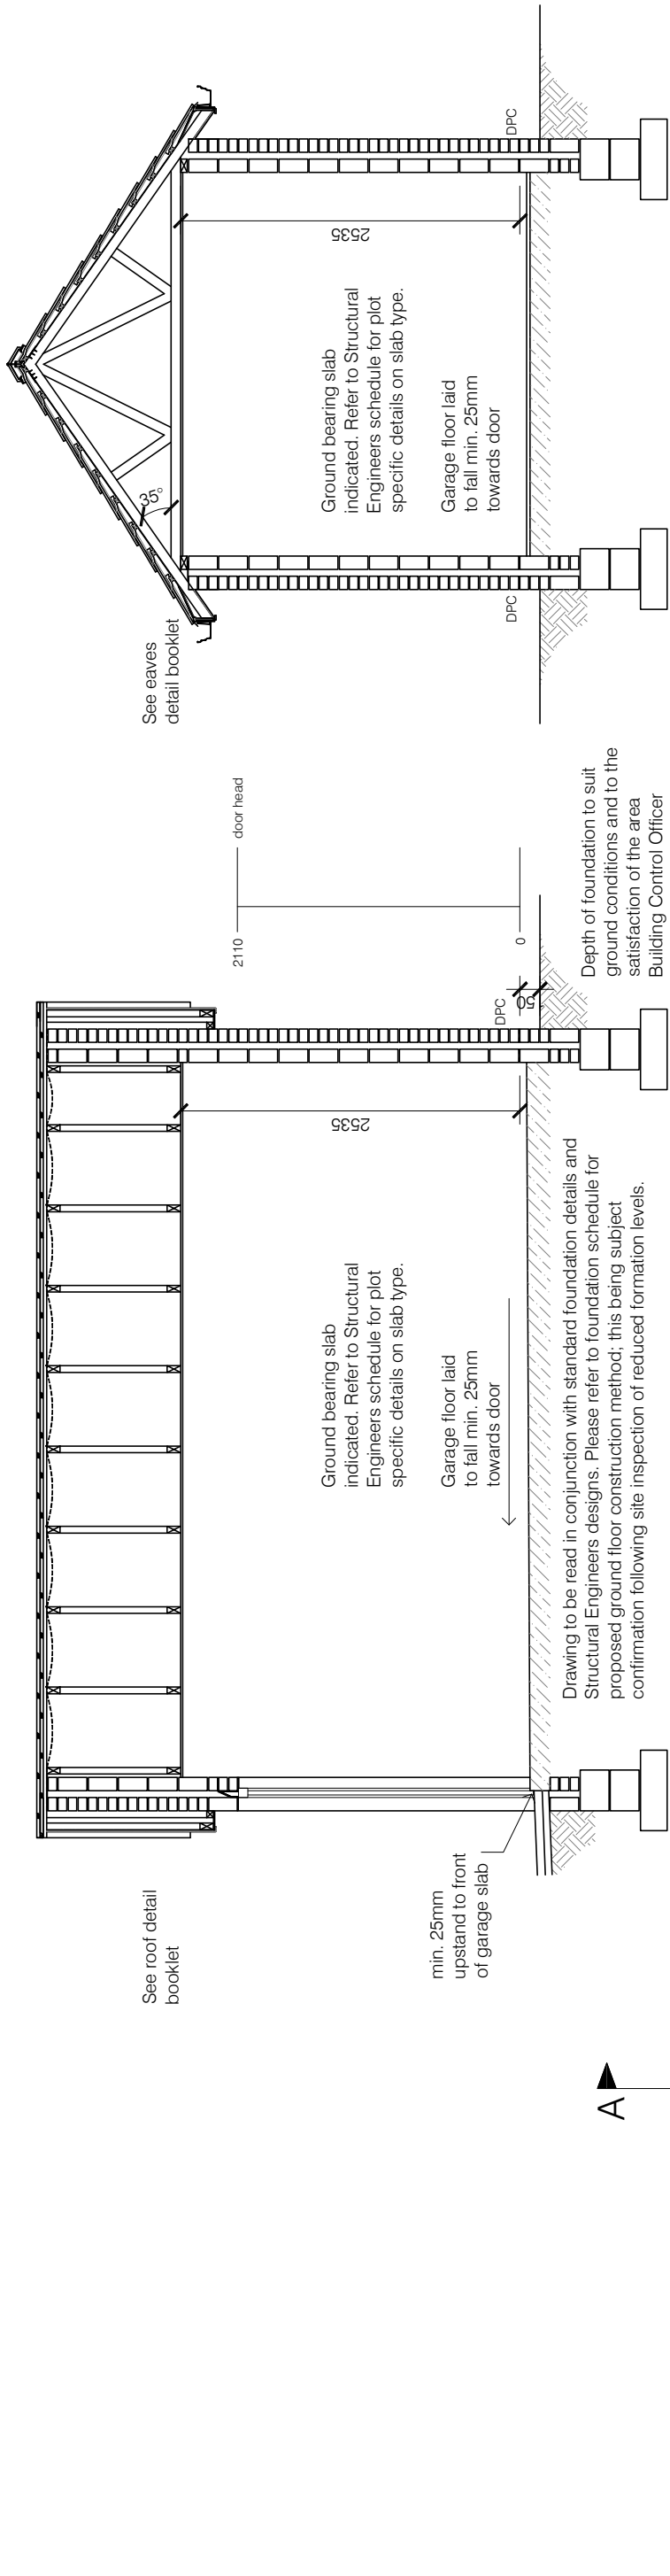 See roof detail
booklet
min. 25mm
upstand to front
of garage slab
A
Ground bearing slab
indicated. Refer to Structural
Engineers schedule for plot
specific details on slab type.
Garage floor laid
to fall min. 25mm
towards door
2535
DPC
50
Drawing to be read in conjunction with standard foundation details and
Structural Engineers designs. Please refer to foundation schedule for
proposed ground floor construction method; this being subject
confirmation following site inspection of reduced formation levels.
2110
door head
0
Depth of foundation to suit
ground conditions and to the
satisfaction of the area
Building Control Officer
See eaves
detail booklet
35°
Ground bearing slab
indicated. Refer to Structural
Engineers schedule for plot
specific details on slab type.
Garage floor laid
to fall min. 25mm
towards door
2535
DPC
DPC